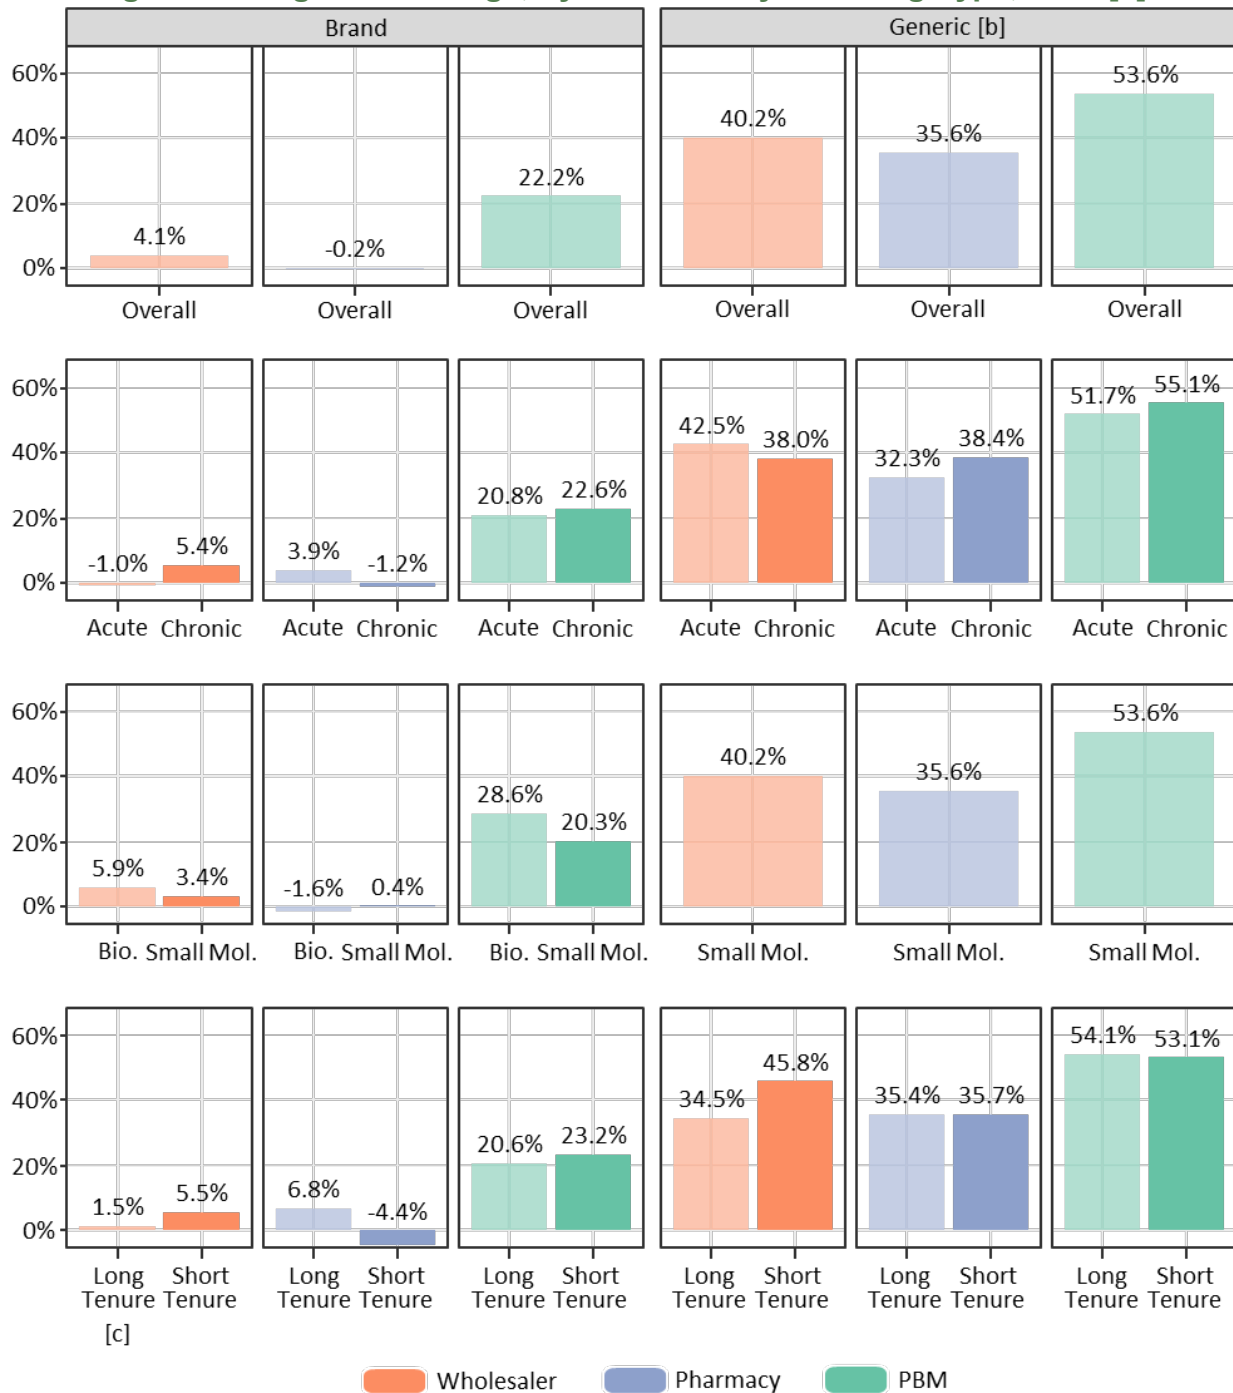 Brand Generic [b]
60% 53.6%
40% 40.2% 35.6%
20% 22.2%
4.1% -0.2%
0%
Overall Overall Overall Overall Overall Overall
60% 51.7% 55.1%
40% 42.5% 38.0% 32.3% 38.4%
20% 20.8% 22.6%
-1.0% 5.4% 3.9% -1.2%
0%
Acute Chronic Acute Chronic Acute Chronic Acute Chronic Acute Chronic Acute Chronic
60% 53.6%
40% 40.2% 35.6%
28.6% 20.3%
20%
5.9% 3.4% -1.6% 0.4%
0%
Bio. Small Mol. Bio. Small Mol. Bio. Small Mol. Small Mol. Small Mol. Small Mol.
60% 54.1% 53.1%
40% 34.5% 45.8% 35.4% 35.7%
20% 20.6% 23.2%
1.5% 5.5% 6.8% -4.4%
0%
Long Short Long Short Long Short Long Short Long Short Long Short
Tenure Tenure Tenure Tenure Tenure Tenure Tenure Tenure Tenure Tenure Tenure Tenure
[c]
Wholesaler Pharmacy PBM